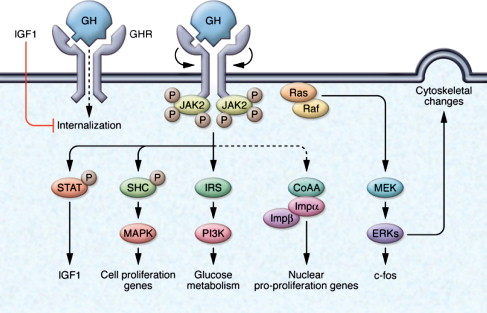 GH
GH
IGF1
GHR
JAK2
JAK2
P
P
P
P
P
P
Ras
Raf
Cytoskeletal
changes
Internalization
STAT
P
SHC
P
IRS
CoAA
Impα
Impβ
MEK
MAPK
PI3K
ERKs
IGF1
Cell proliferation
genes
Glucose
metabolism
Nuclear
pro-proliferation genes
c-fos